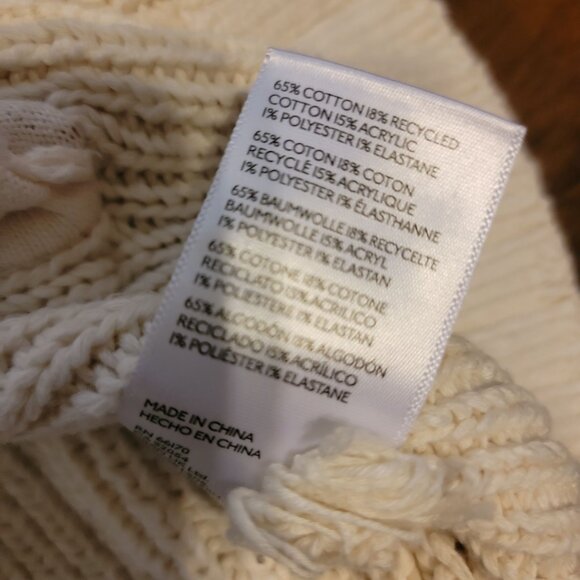 65% COTTON 18% RECYCLED
COTTON 15% ACRYLIC
1% POLYESTER 1% ELASTANE
65% COTON 18% COTON
RECYCLÉ 15% ACRYLIQUE
1% POLYESTER 1% ÉLASTHANNE
65% BAUMWOLLE 18% RECYCELTE
BAUMWOLLE 15% ACRYL
1% POLYESTER 1% ELASTAN
65% COTONE 18% COTONE
RECICLATO 15% ACRILICO
1% POLIESTERE 1% ELASTAN
65% ALGODÓN 18% ALGODÓN
RECICLADO 15% ACRÍLICO
1% POLIÉSTER 1% ELASTANE
MADE IN CHINA
HECHO EN CHINA
RN 66170